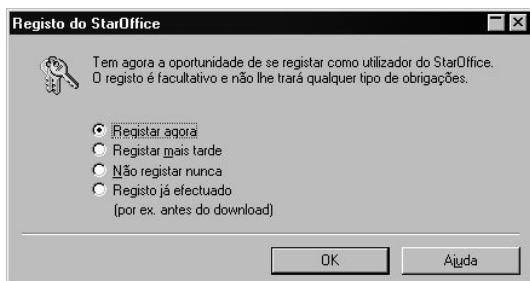 Registo do StarOffice
Tem agora a oportunidade de se registar como utilizador do StarOffice.
O registo é facultativo e não lhe trará qualquer tipo de obrigações.
Registar agora
Registar mais tarde
Não registar nunca
Registo já efectuado
(por ex. antes do download)
OK
Ajuda